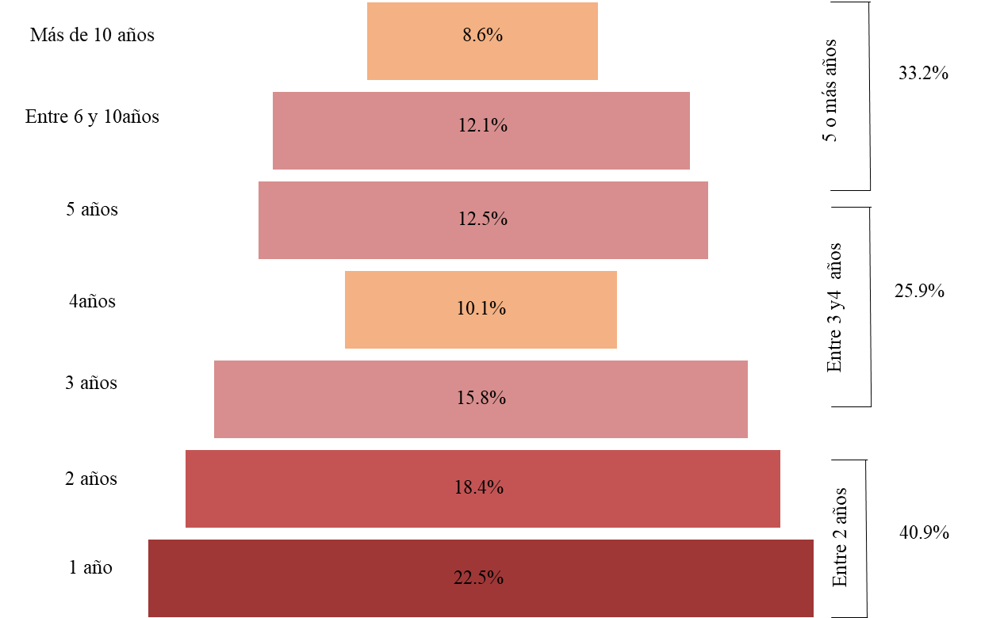 Más de 10 años
8.6%
Entre 6 y 10años
12.1%
5 años
12.5%
5 o más años
33.2%
4años
10.1%
3 años
15.8%
Entre 3 y4  años
25.9%
2 años
18.4%
1 año
22.5%
Entre 2 años
40.9%